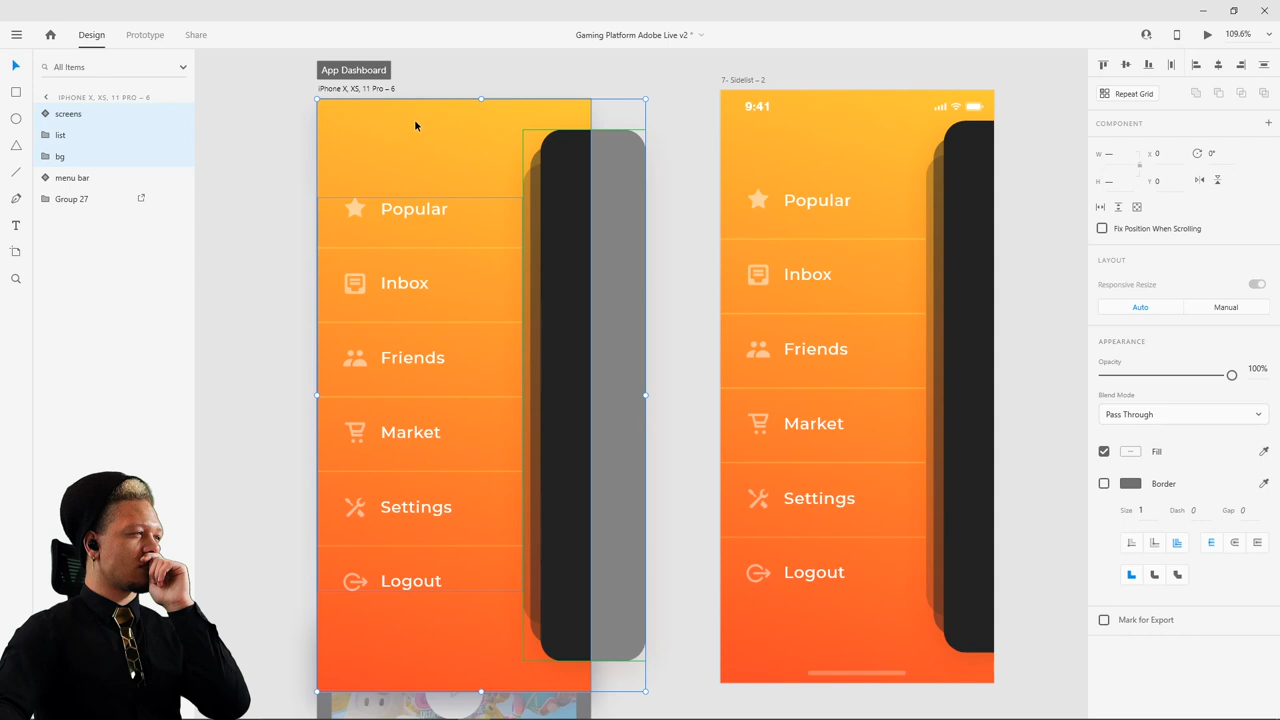 Design
Prototype
Share
Gaming Platform Adobe Live v2 *
109.6%
All Items
IPHONE X, XS, 11 PRO – 6
screens
list
bg
menu bar
Group 27
App Dashboard
iPhone X, XS, 11 Pro – 6
Popular
Inbox
Friends
Market
Settings
Logout
7- Sidelist – 2
9:41
Popular
Inbox
Friends
Market
Settings
Logout
Repeat Grid
COMPONENT
W — X 0 0°
H — Y 0
Fix Position When Scrolling
LAYOUT
Responsive Resize
Auto Manual
APPEARANCE
Opacity
100%
Blend Mode
Pass Through
Fill
Border
Size 1 Dash 0 Gap 0
Mark for Export